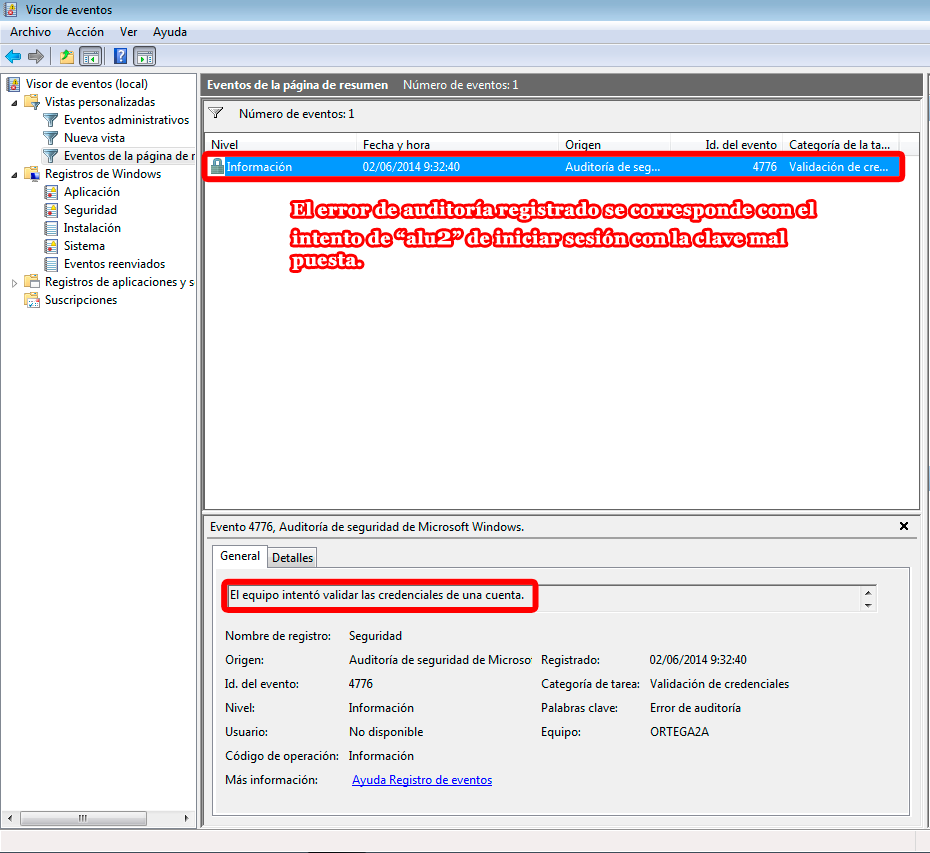 Visor de eventos
Archivo Acción Ver Ayuda
Visor de eventos (local)
Vistas personalizadas
Eventos administrativos
Nueva vista
Eventos de la página de r
Registros de Windows
Aplicación
Seguridad
Instalación
Sistema
Eventos reenviados
Registros de aplicaciones y s
Suscripciones
Eventos de la página de resumen Número de eventos: 1
Número de eventos: 1
Nivel Fecha y hora Origen Id. del evento Categoría de la ta...
Información 02/06/2014 9:32:40 Auditoría de seg... 4776 Validación de cre...
El error de auditoría registrado se corresponde con el
intento de “alu2” de iniciar sesión con la clave mal
puesta.
Evento 4776, Auditoría de seguridad de Microsoft Windows.
General Detalles
El equipo intentó validar las credenciales de una cuenta.
Nombre de registro: Seguridad
Origen: Auditoría de seguridad de Microso Registrado: 02/06/2014 9:32:40
Id. del evento: 4776 Categoría de tarea: Validación de credenciales
Nivel: Información Palabras clave: Error de auditoría
Usuario: No disponible Equipo: ORTEGA2A
Código de operación: Información
Más información: Ayuda Registro de eventos